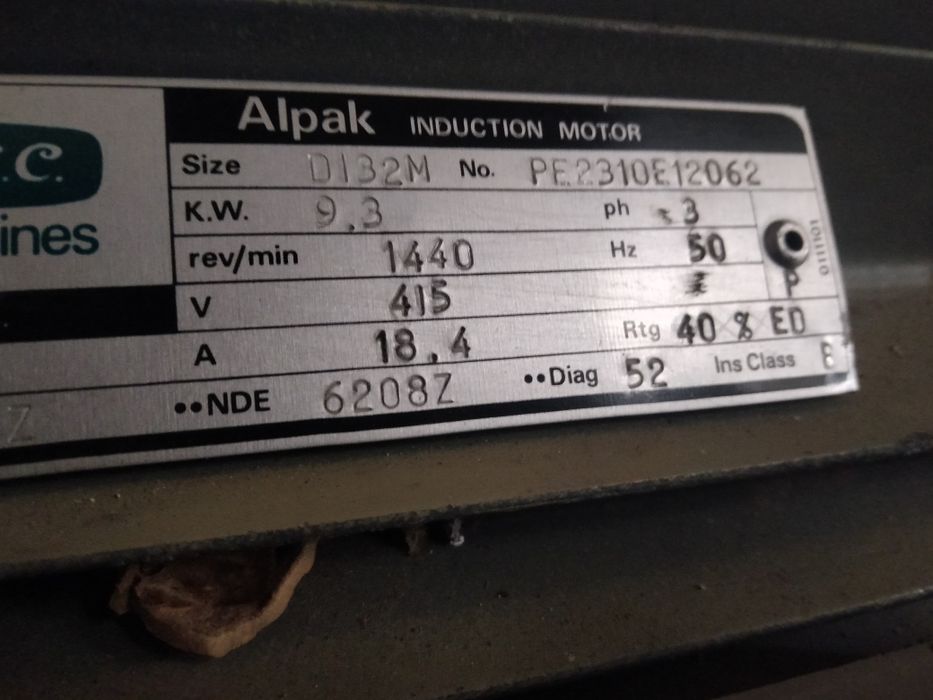 Alpak INDUCTION MOTOR
.C.
ines
Size D132M No. PE2310E12062
K.W. 9.3 ph 3
rev/min 1440 Hz 50
V 415
A 18.4 Rtg 40 % ED
Z ••NDE 6208Z ••Diag 52 Ins Class
P